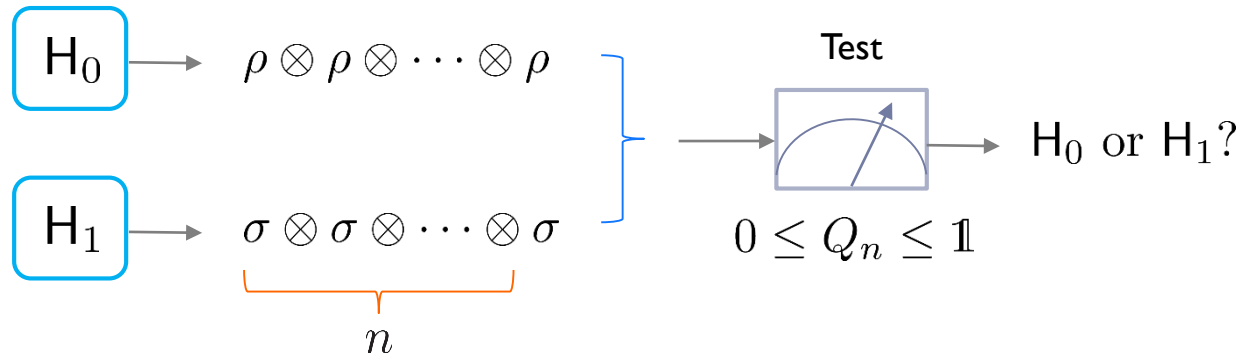 H₀ ρ ⊗ ρ ⊗ ⋯ ⊗ ρ
Test
H₀ or H₁?
H₁ σ ⊗ σ ⊗ ⋯ ⊗ σ
0 ≤ Qₙ ≤ 𝟙
n